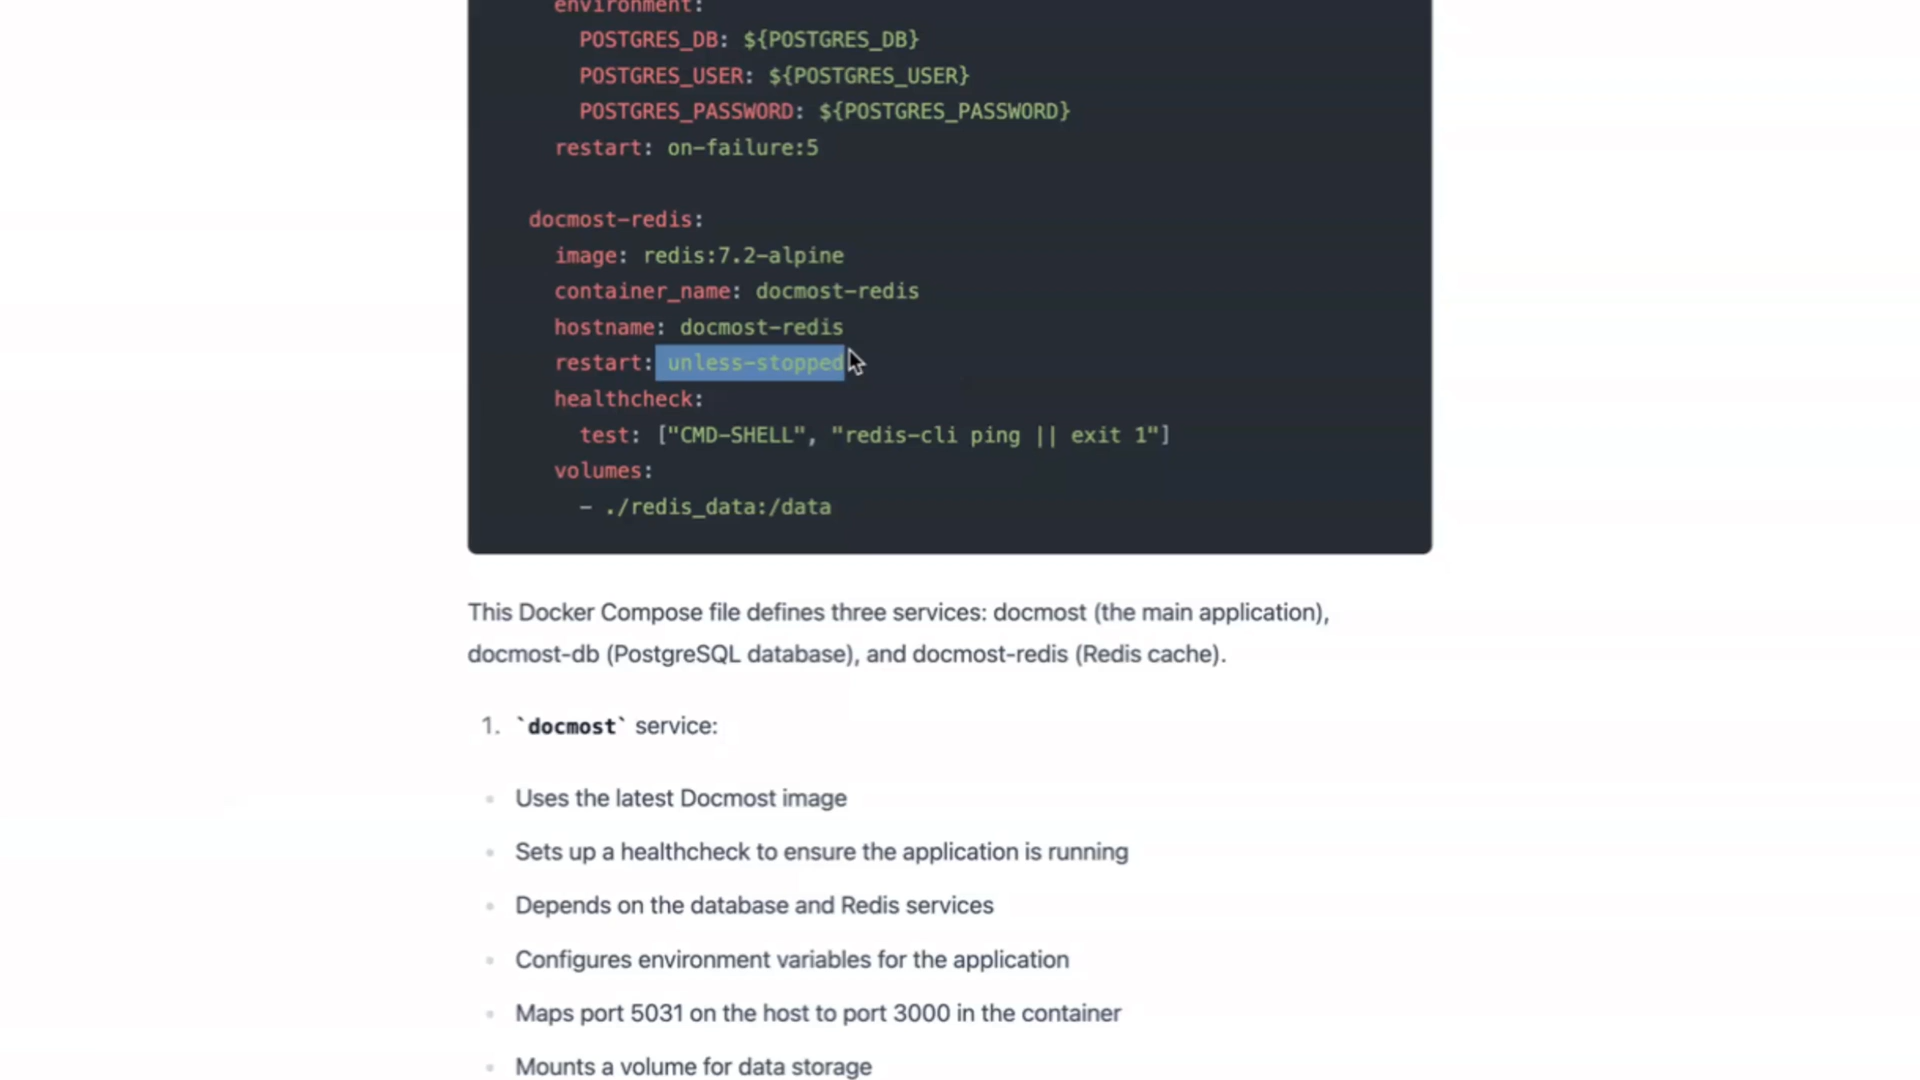 environment:
POSTGRES_DB: ${POSTGRES_DB}
POSTGRES_USER: ${POSTGRES_USER}
POSTGRES_PASSWORD: ${POSTGRES_PASSWORD}
restart: on-failure:5
docmost-redis:
image: redis:7.2-alpine
container_name: docmost-redis
hostname: docmost-redis
restart: unless-stopped
healthcheck:
test: ["CMD-SHELL", "redis-cli ping || exit 1"]
volumes:
- ./redis_data:/data
This Docker Compose file defines three services: docmost (the main application),
docmost-db (PostgreSQL database), and docmost-redis (Redis cache).
1. `docmost` service:
• Uses the latest Docmost image
• Sets up a healthcheck to ensure the application is running
• Depends on the database and Redis services
• Configures environment variables for the application
• Maps port 5031 on the host to port 3000 in the container
• Mounts a volume for data storage